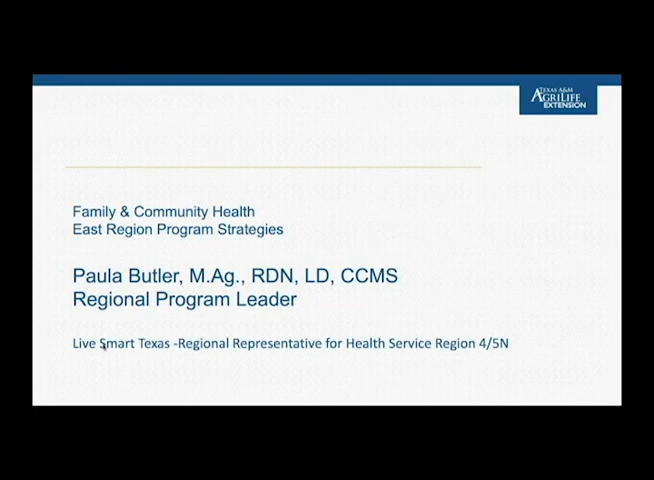 TEXAS A&M
AGRILIFE
EXTENSION
Family & Community Health
East Region Program Strategies
Paula Butler, M.Ag., RDN, LD, CCMS
Regional Program Leader
Live Smart Texas -Regional Representative for Health Service Region 4/5N